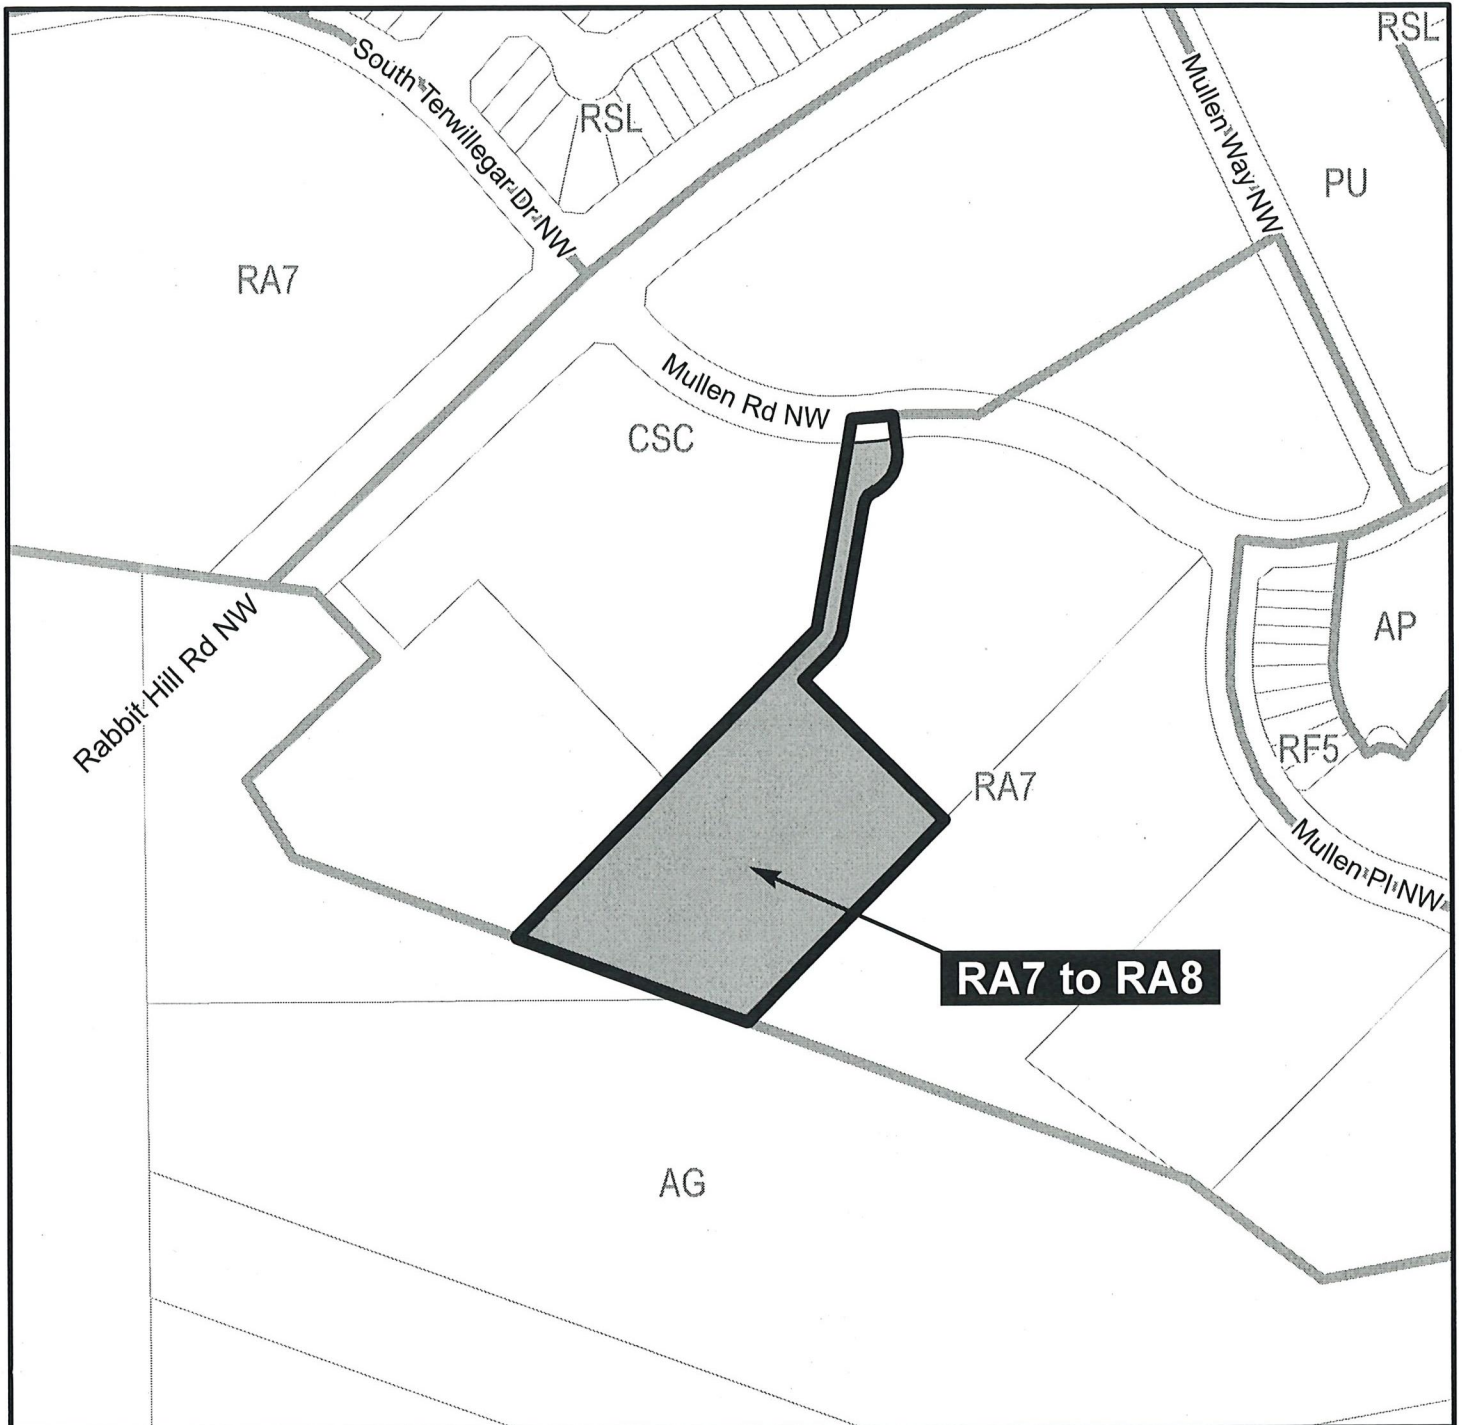 RSL
South Terwillegar Dr NW
RSL
Mullen Way NW
PU
RA7
Mullen Rd NW
CSC
Rabbit Hill Rd NW
AP
RF5
RA7
Mullen Pl NW
RA7 to RA8
AG